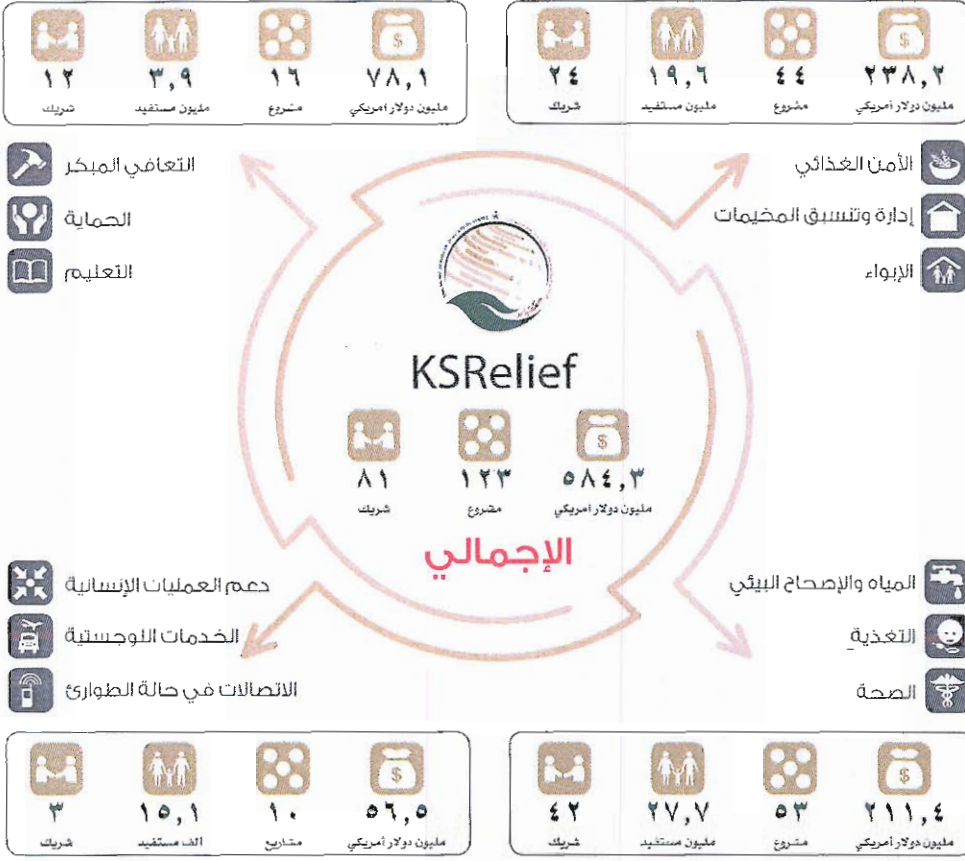 ٢٣٨,٢ ٤٤ ١٩,٦ ٢٤
مليون دولار أمريكي مشروع مليون مستفيد شريك
٧٨,١ ١٦ ٣,٩ ١٢
مليون دولار أمريكي مشروع مليون مستفيد شريك
الأمن الغذائي
إدارة وتنسيق المخيمات
الإيواء
التعافي المبكر
الحماية
التعليم
KSRelief
٥٨٤,٣ ١٢٣ ٨١
مليون دولار أمريكي مشروع شريك
الإجمالي
المياه والإصحاح البيئي
التغذية
الصحة
دعم العمليات الإنسانية
الخدمات اللوجستية
الاتصالات في حالة الطوارئ
٢١١,٤ ٥٣ ٢٧,٧ ٤٢
مليون دولار أمريكي مشروع مليون مستفيد شريك
٥٦,٥ ١٠ ١٥,١ ٣
مليون دولار أمريكي مشاريع الف مستفيد شريك